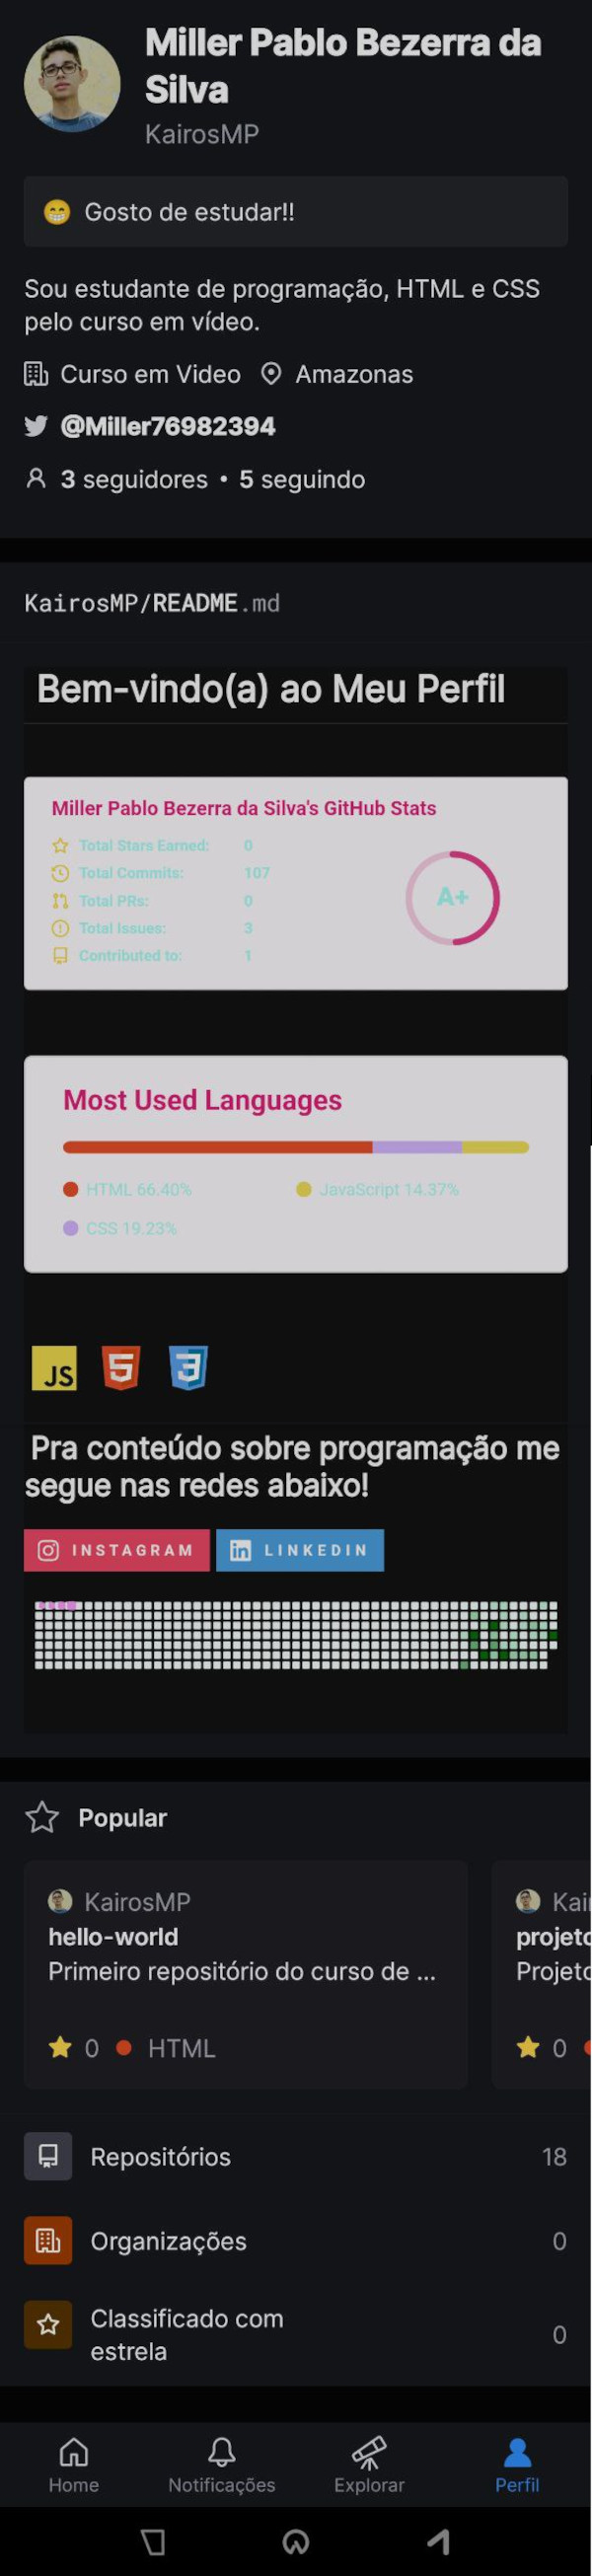 Miller Pablo Bezerra da
Silva
KairosMP
Gosto de estudar!!
Sou estudante de programação, HTML e CSS
pelo curso em vídeo.
Curso em Video Amazonas
@Miller76982394
3 seguidores • 5 seguindo
KairosMP/README.md
Bem-vindo(a) ao Meu Perfil
Miller Pablo Bezerra da Silva's GitHub Stats
Total Stars Earned: 0
Total Commits: 107
Total PRs: 0
Total Issues: 3
Contributed to: 1
A+
Most Used Languages
HTML 66.40% JavaScript 14.37%
CSS 19.23%
JS 5 3
Pra conteúdo sobre programação me
segue nas redes abaixo!
INSTAGRAM in LINKEDIN
Popular
KairosMP
hello-world
Primeiro repositório do curso de ...
0 HTML
Kai
projeto
Projeto
0
Repositórios 18
Organizações 0
Classificado com
estrela
0
Home Notificações Explorar Perfil